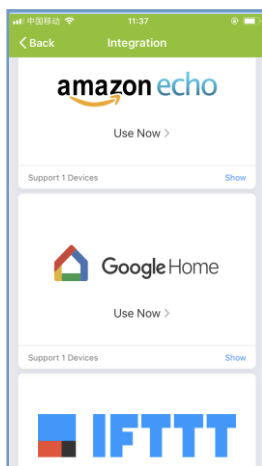 中国移动 11:37
Back Integration
amazon echo
Use Now >
Support 1 Devices Show
Google Home
Use Now >
Support 1 Devices Show
IFTTT